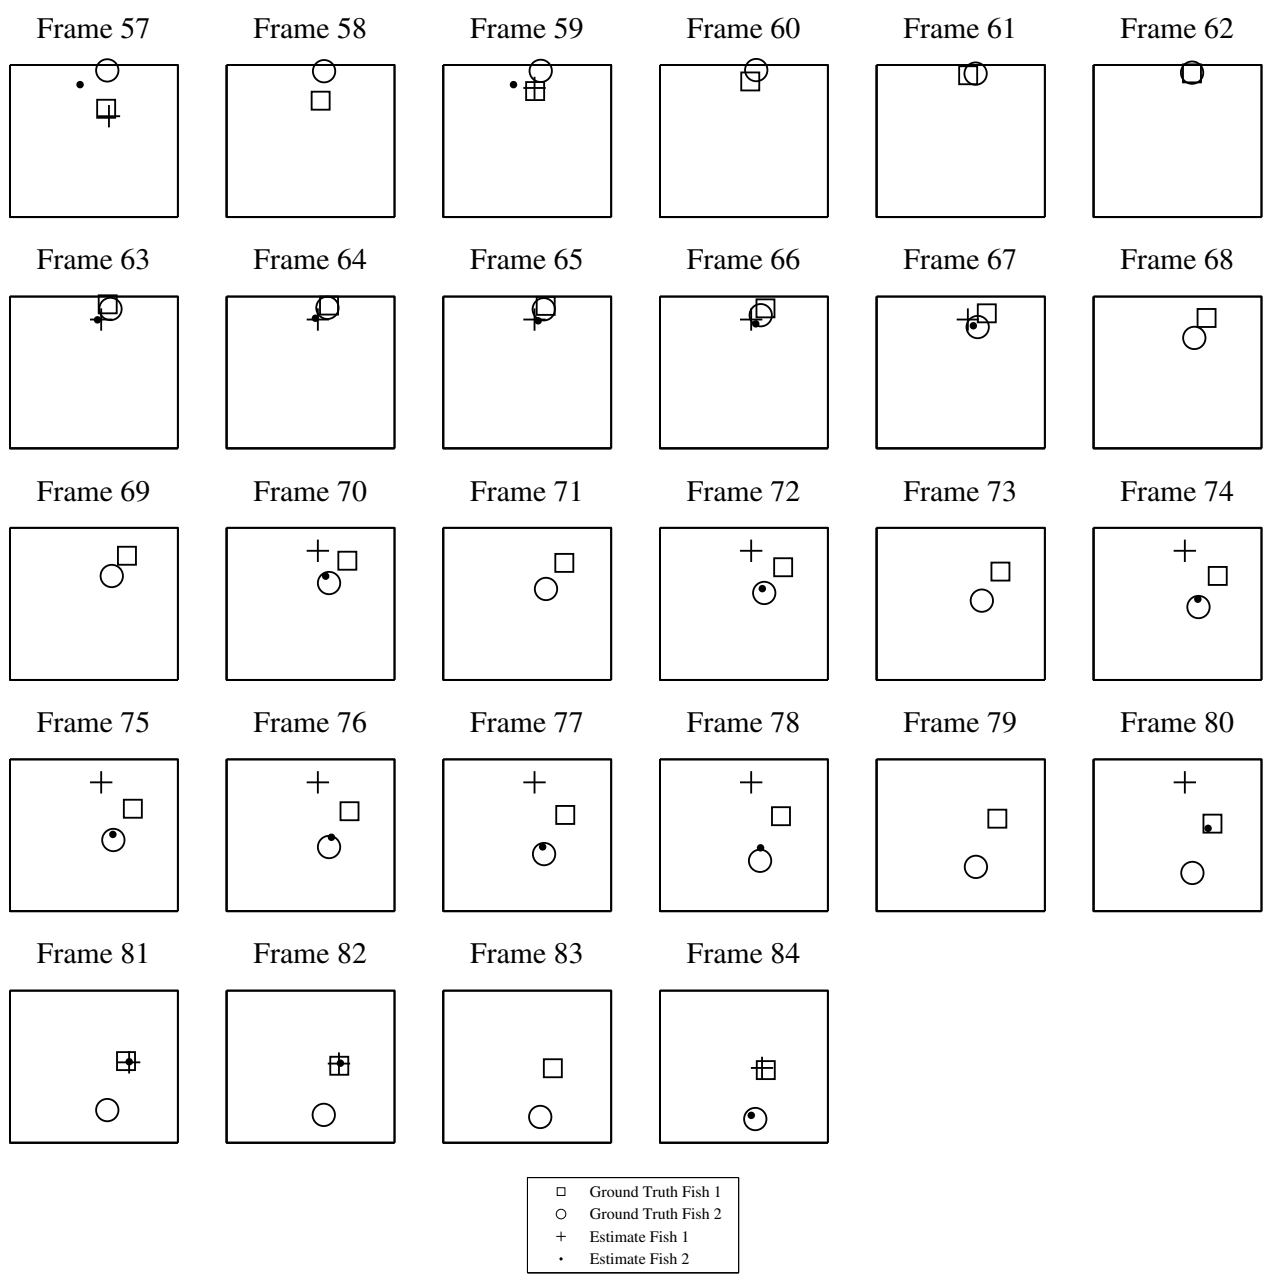 Frame 57 Frame 58 Frame 59 Frame 60 Frame 61 Frame 62
Frame 63 Frame 64 Frame 65 Frame 66 Frame 67 Frame 68
Frame 69 Frame 70 Frame 71 Frame 72 Frame 73 Frame 74
Frame 75 Frame 76 Frame 77 Frame 78 Frame 79 Frame 80
Frame 81 Frame 82 Frame 83 Frame 84
Ground Truth Fish 1
Ground Truth Fish 2
Estimate Fish 1
Estimate Fish 2